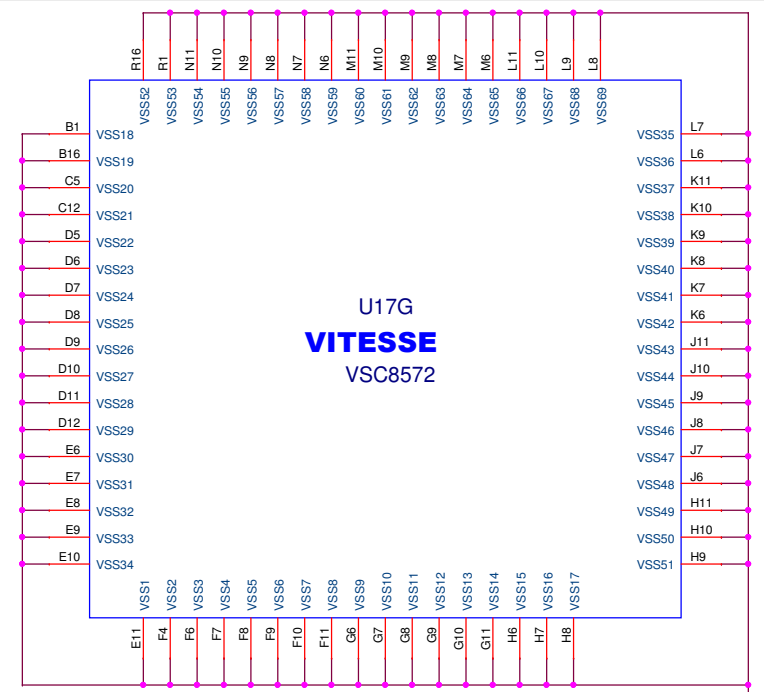 R16 R1 N11 N10 N9 N8 N7 N6 M11 M10 M9 M8 M7 M6 L11 L10 L9 L8
VSS52 VSS53 VSS54 VSS55 VSS56 VSS57 VSS58 VSS59 VSS60 VSS61 VSS62 VSS63 VSS64 VSS65 VSS66 VSS67 VSS68 VSS69
B1 VSS18 VSS35 L7
B16 VSS19 VSS36 L6
C5 VSS20 VSS37 K11
C12 VSS21 VSS38 K10
D5 VSS22 VSS39 K9
D6 VSS23 VSS40 K8
D7 VSS24 VSS41 K7
D8 VSS25 VSS42 K6
D9 VSS26 VSS43 J11
D10 VSS27 VSS44 J10
D11 VSS28 VSS45 J9
D12 VSS29 VSS46 J8
E6 VSS30 VSS47 J7
E7 VSS31 VSS48 J6
E8 VSS32 VSS49 H11
E9 VSS33 VSS50 H10
E10 VSS34 VSS51 H9
U17G
VITESSE
VSC8572
VSS1 VSS2 VSS3 VSS4 VSS5 VSS6 VSS7 VSS8 VSS9 VSS10 VSS11 VSS12 VSS13 VSS14 VSS15 VSS16 VSS17
E11 F4 F6 F7 F8 F9 F10 F11 G6 G7 G8 G9 G10 G11 H6 H7 H8